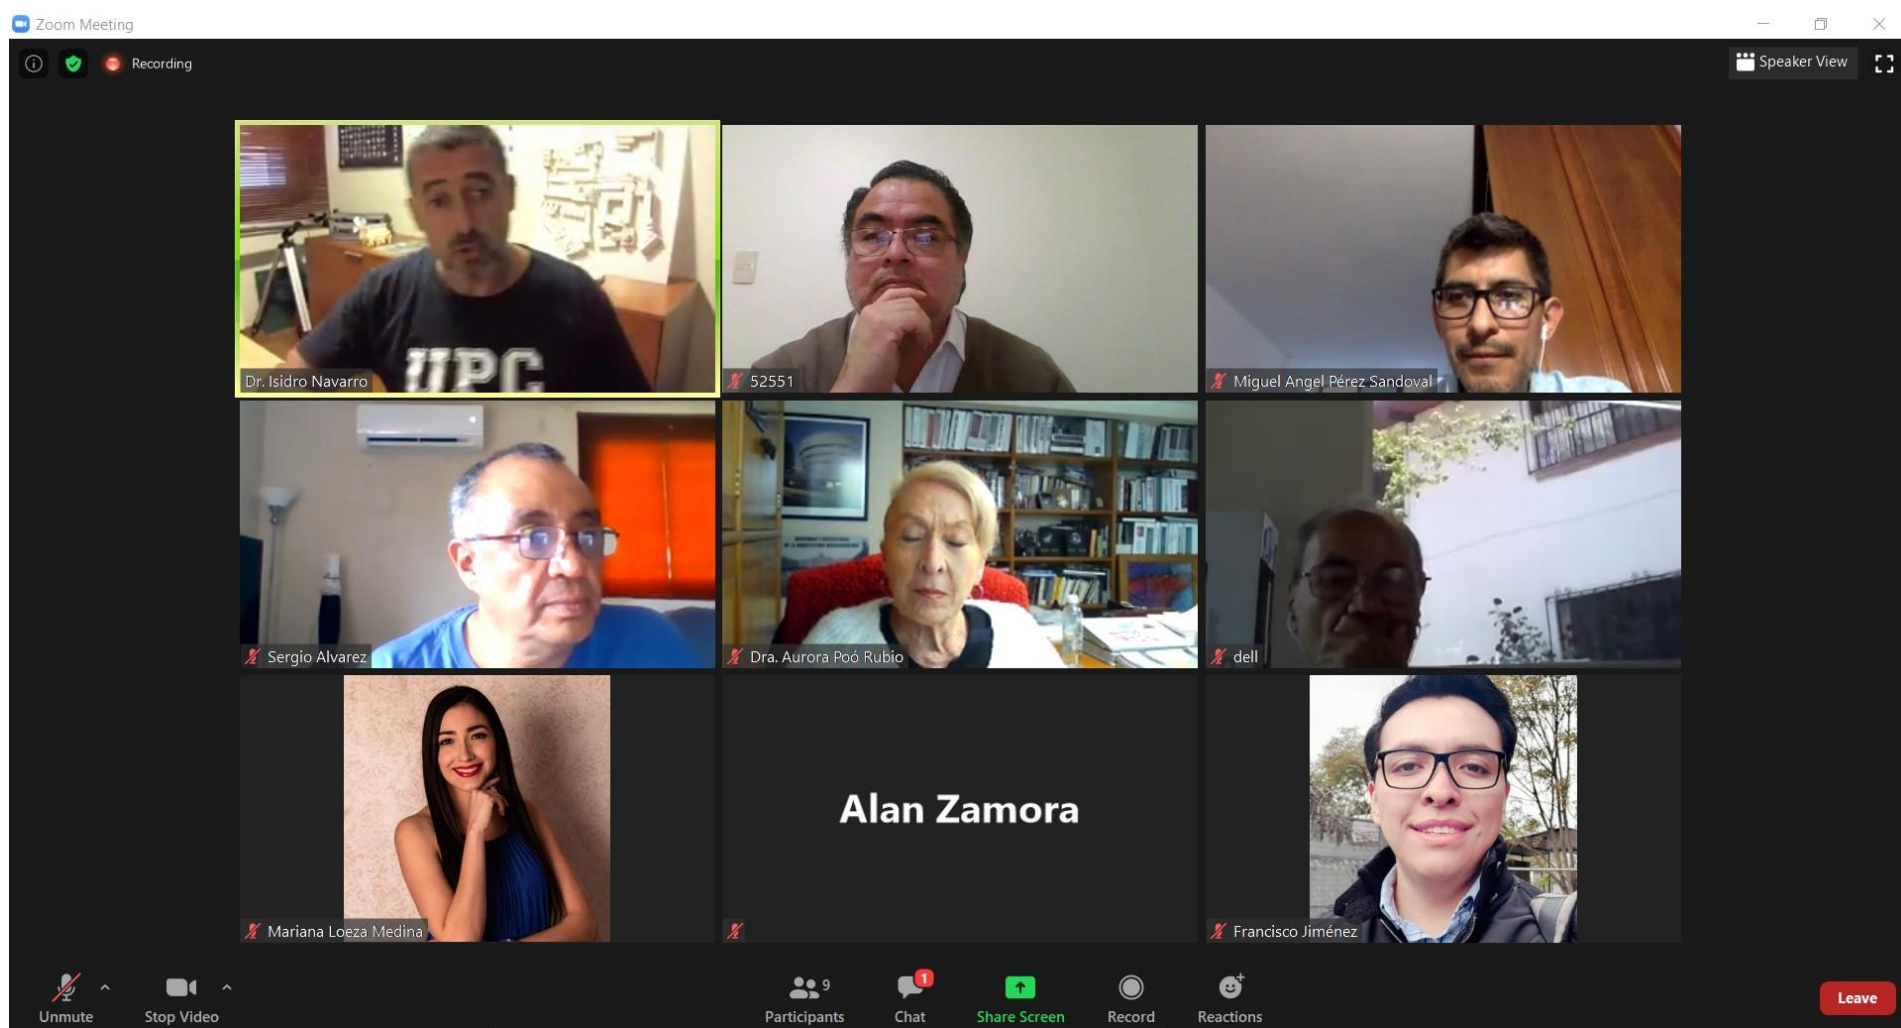 Zoom Meeting
Recording
Speaker View
UPC
Dr. Isidro Navarro
52551
Miguel Angel Pérez Sandoval
Sergio Alvarez
Dra. Aurora Poó Rubio
dell
Alan Zamora
Mariana Loeza Medina
Francisco Jiménez
9
1
Unmute
Stop Video
Participants
Chat
Share Screen
Record
Reactions
Leave